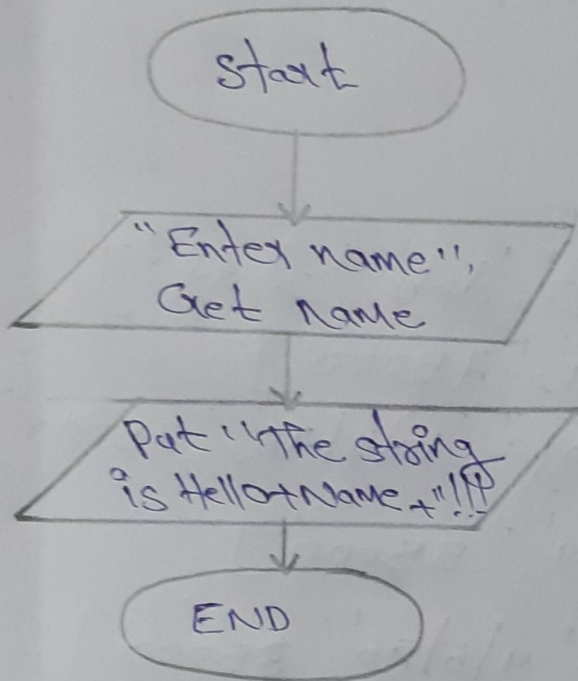 Start
"Enter name",
Get name
Put "The string
is Hello+Name+"!!!
END